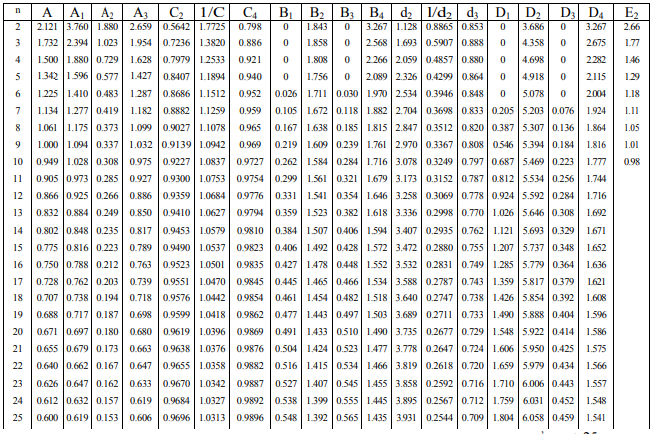 n A A₁ A₂ A₃ C₂ 1/C C₄ B₁ B₂ B₃ B₄ d₂ 1/d₂ d₃ D₁ D₂ D₃ D₄ E₂
2 2.121 3.760 1.880 2.659 0.5642 1.7725 0.798 0 1.843 0 3.267 1.128 0.8865 0.853 0 3.686 0 3.267 2.66
3 1.732 2.394 1.023 1.954 0.7236 1.3820 0.886 0 1.858 0 2.568 1.693 0.5907 0.888 0 4.358 0 2.675 1.77
4 1.500 1.880 0.729 1.628 0.7979 1.2533 0.921 0 1.808 0 2.266 2.059 0.4857 0.880 0 4.698 0 2.282 1.46
5 1.342 1.596 0.577 1.427 0.8407 1.1894 0.940 0 1.756 0 2.089 2.326 0.4299 0.864 0 4.918 0 2.115 1.29
6 1.225 1.410 0.483 1.287 0.8686 1.1512 0.952 0.026 1.711 0.030 1.970 2.534 0.3946 0.848 0 5.078 0 2.004 1.18
7 1.134 1.277 0.419 1.182 0.8882 1.1259 0.959 0.105 1.672 0.118 1.882 2.704 0.3698 0.833 0.205 5.203 0.076 1.924 1.11
8 1.061 1.175 0.373 1.099 0.9027 1.1078 0.965 0.167 1.638 0.185 1.815 2.847 0.3512 0.820 0.387 5.307 0.136 1.864 1.05
9 1.000 1.094 0.337 1.032 0.9139 1.0942 0.969 0.219 1.609 0.239 1.761 2.970 0.3367 0.808 0.546 5.394 0.184 1.816 1.01
10 0.949 1.028 0.308 0.975 0.9227 1.0837 0.9727 0.262 1.584 0.284 1.716 3.078 0.3249 0.797 0.687 5.469 0.223 1.777 0.98
11 0.905 0.973 0.285 0.927 0.9300 1.0753 0.9754 0.299 1.561 0.321 1.679 3.173 0.3152 0.787 0.812 5.534 0.256 1.744
12 0.866 0.925 0.266 0.886 0.9359 1.0684 0.9776 0.331 1.541 0.354 1.646 3.258 0.3069 0.778 0.924 5.592 0.284 1.716
13 0.832 0.884 0.249 0.850 0.9410 1.0627 0.9794 0.359 1.523 0.382 1.618 3.336 0.2998 0.770 1.026 5.646 0.308 1.692
14 0.802 0.848 0.235 0.817 0.9453 1.0579 0.9810 0.384 1.507 0.406 1.594 3.407 0.2935 0.762 1.121 5.693 0.329 1.671
15 0.775 0.816 0.223 0.789 0.9490 1.0537 0.9823 0.406 1.492 0.428 1.572 3.472 0.2880 0.755 1.207 5.737 0.348 1.652
16 0.750 0.788 0.212 0.763 0.9523 1.0501 0.9835 0.427 1.478 0.448 1.552 3.532 0.2831 0.749 1.285 5.779 0.364 1.636
17 0.728 0.762 0.203 0.739 0.9551 1.0470 0.9845 0.445 1.465 0.466 1.534 3.588 0.2787 0.743 1.359 5.817 0.379 1.621
18 0.707 0.738 0.194 0.718 0.9576 1.0442 0.9854 0.461 1.454 0.482 1.518 3.640 0.2747 0.738 1.426 5.854 0.392 1.608
19 0.688 0.717 0.187 0.698 0.9599 1.0418 0.9862 0.477 1.443 0.497 1.503 3.689 0.2711 0.733 1.490 5.888 0.404 1.596
20 0.671 0.697 0.180 0.680 0.9619 1.0396 0.9869 0.491 1.433 0.510 1.490 3.735 0.2677 0.729 1.548 5.922 0.414 1.586
21 0.655 0.679 0.173 0.663 0.9638 1.0376 0.9876 0.504 1.424 0.523 1.477 3.778 0.2647 0.724 1.606 5.950 0.425 1.575
22 0.640 0.662 0.167 0.647 0.9655 1.0358 0.9882 0.516 1.415 0.534 1.466 3.819 0.2618 0.720 1.659 5.979 0.434 1.566
23 0.626 0.647 0.162 0.633 0.9670 1.0342 0.9887 0.527 1.407 0.545 1.455 3.858 0.2592 0.716 1.710 6.006 0.443 1.557
24 0.612 0.632 0.157 0.619 0.9684 1.0327 0.9892 0.538 1.399 0.555 1.445 3.895 0.2567 0.712 1.759 6.031 0.452 1.548
25 0.600 0.619 0.153 0.606 0.9696 1.0313 0.9896 0.548 1.392 0.565 1.435 3.931 0.2544 0.709 1.804 6.058 0.459 1.541